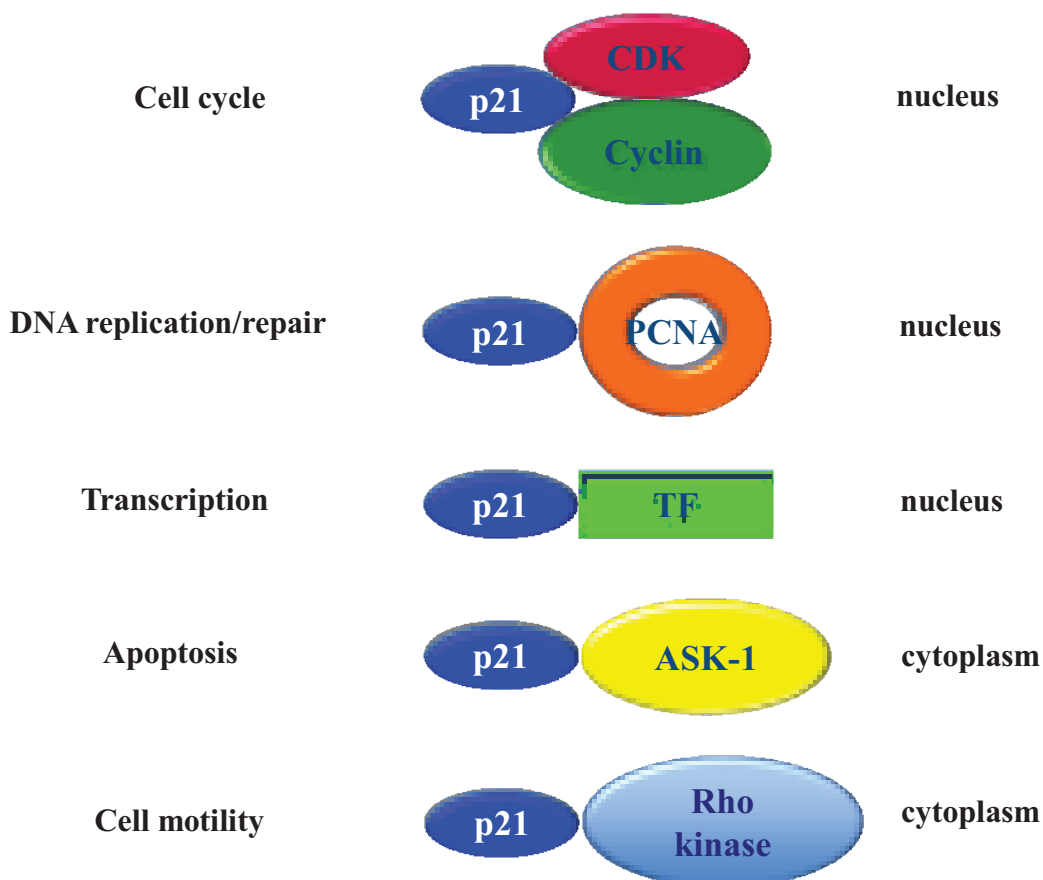 CDK
Cell cycle
p21
nucleus
Cyclin
DNA replication/repair
p21
PCNA
nucleus
Transcription
p21
TF
nucleus
Apoptosis
p21
ASK-1
cytoplasm
Cell motility
p21
Rho
kinase
cytoplasm